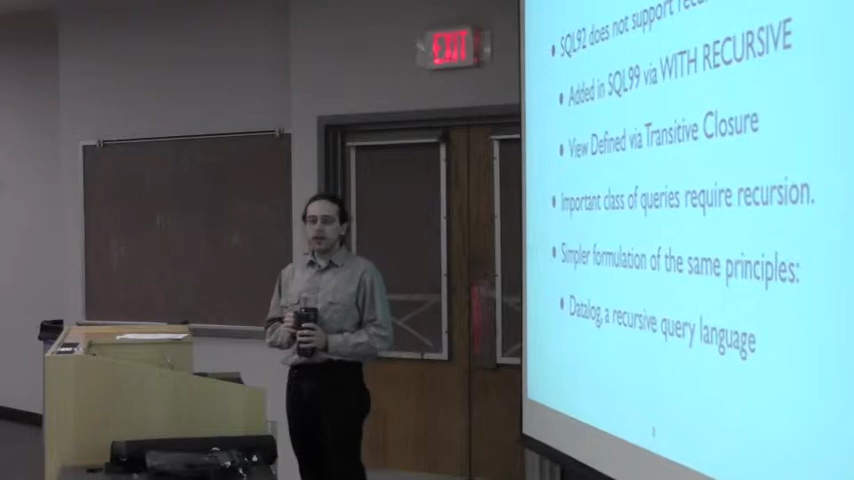 EXIT
SQL92 does not support
Added in SQL99 via WITH RECURSIVE
View Defined via Transitive Closure
Important class of queries require recursion.
Simpler formulation of the same principles:
Datalog, a recursive query language